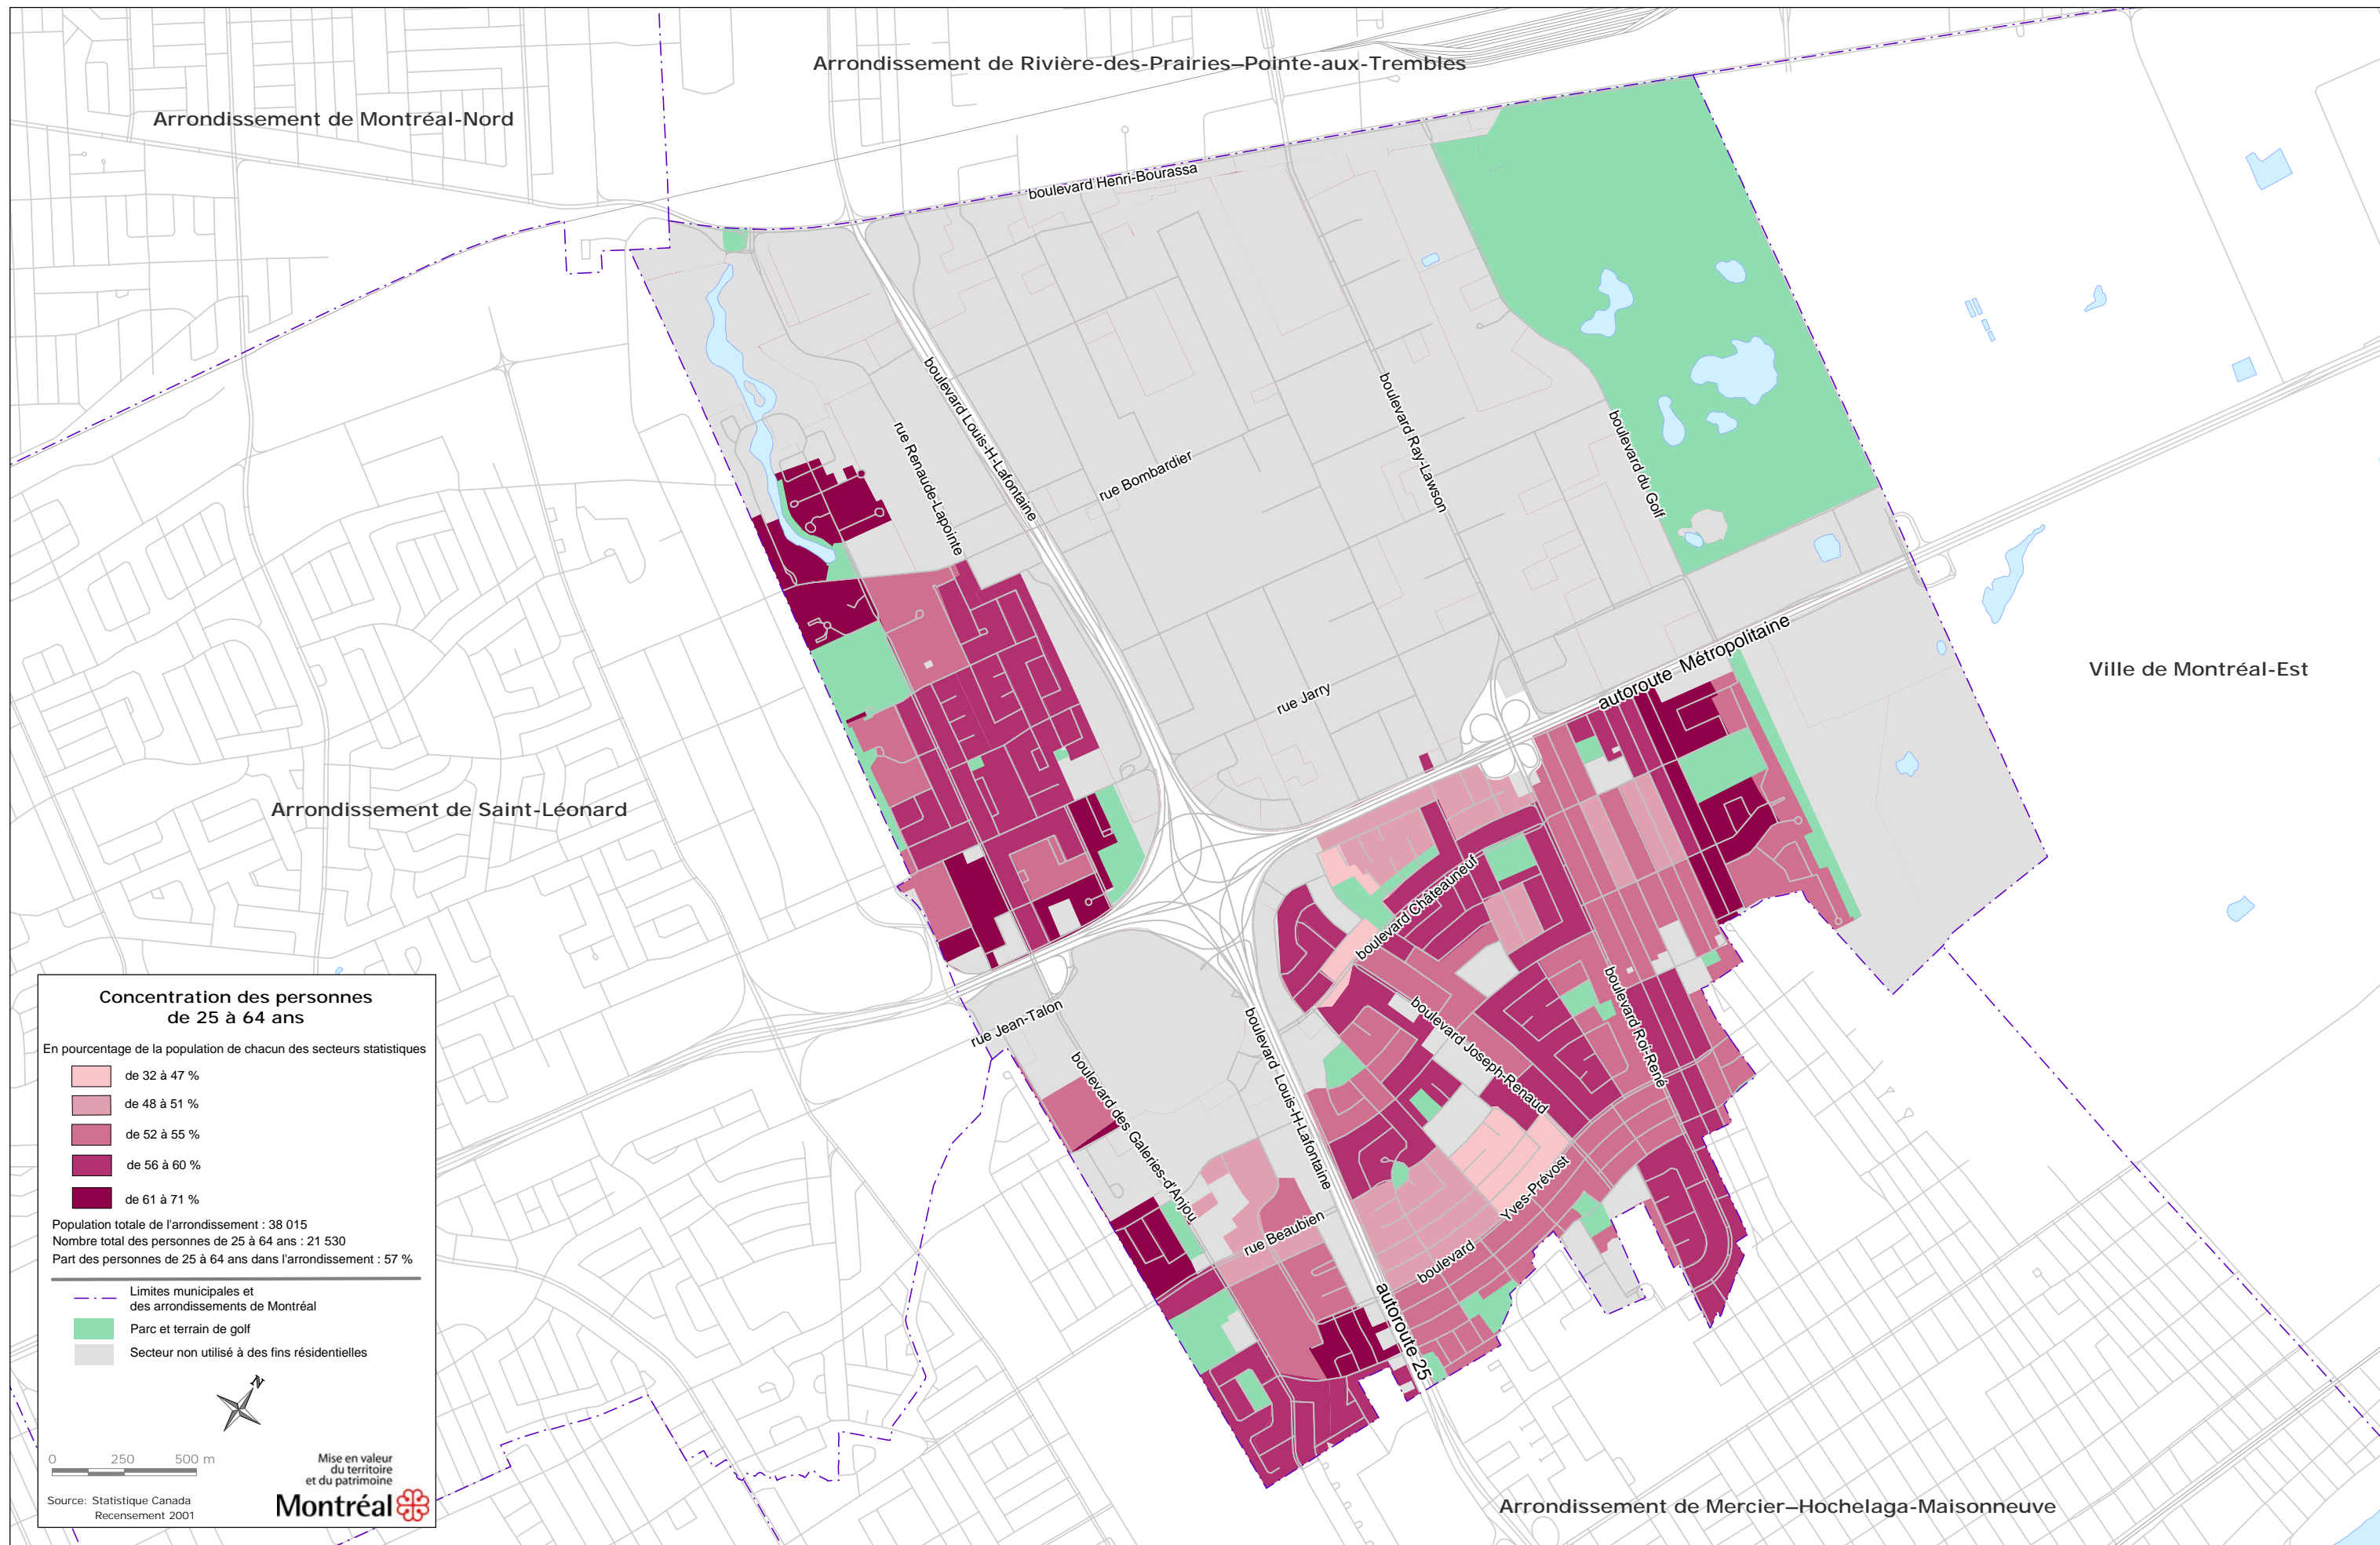 Arrondissement de Rivière-des-Prairies–Pointe-aux-Trembles
Arrondissement de Montréal-Nord
boulevard Henri-Bourassa
boulevard Louis-H-Lafontaine
rue Renaude-Lapointe
rue Bombardier
boulevard Ray-Lawson
boulevard du Golf
autoroute Métropolitaine
Ville de Montréal-Est
rue Jarry
Arrondissement de Saint-Léonard
boulevard Châteauneuf
boulevard Joseph-Renaud
boulevard Roi-René
rue Jean-Talon
boulevard des Galeries-d'Anjou
boulevard Louis-H-Lafontaine
rue Beaubien
boulevard
Yves-Prévost
autoroute 25
Arrondissement de Mercier–Hochelaga-Maisonneuve
Concentration des personnes
de 25 à 64 ans
En pourcentage de la population de chacun des secteurs statistiques
de 32 à 47 %
de 48 à 51 %
de 52 à 55 %
de 56 à 60 %
de 61 à 71 %
Population totale de l'arrondissement : 38 015
Nombre total des personnes de 25 à 64 ans : 21 530
Part des personnes de 25 à 64 ans dans l'arrondissement : 57 %
Limites municipales et
des arrondissements de Montréal
Parc et terrain de golf
Secteur non utilisé à des fins résidentielles
N
0 250 500 m
Mise en valeur
du territoire
et du patrimoine
Montréal
Source: Statistique Canada
Recensement 2001